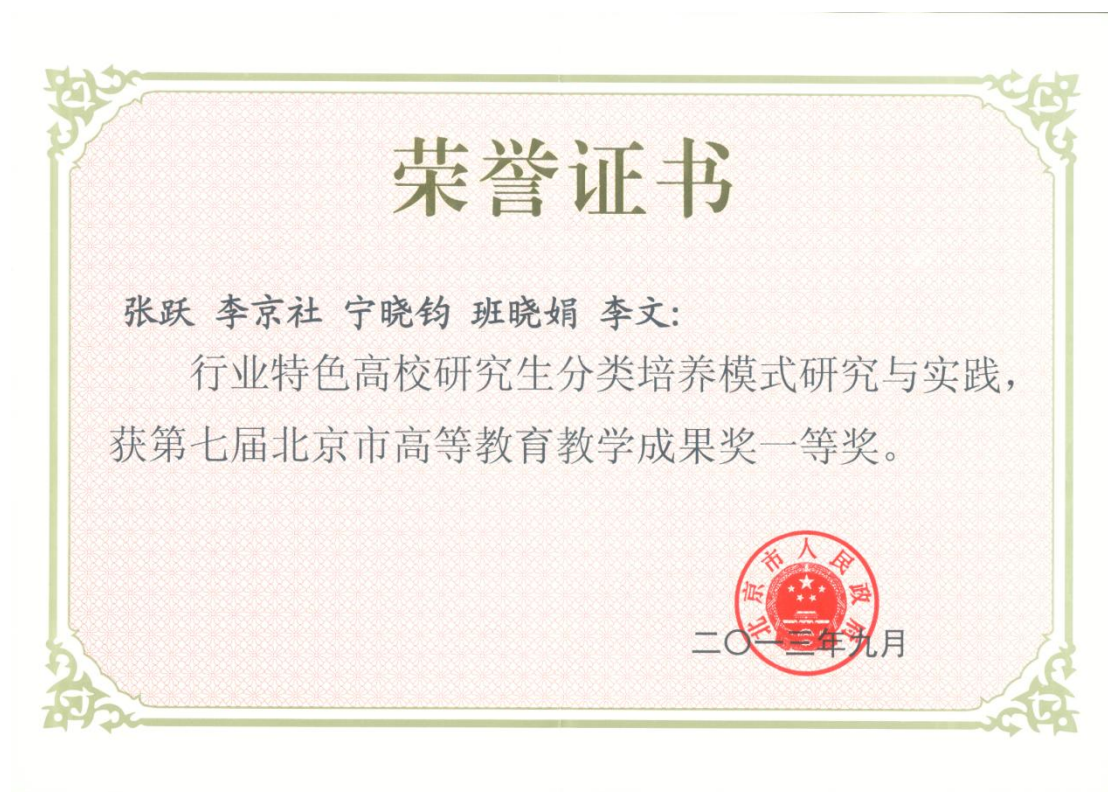 荣誉证书
张跃 李京社 宁晓钧 班晓娟 李文:
行业特色高校研究生分类培养模式研究与实践，
获第七届北京市高等教育教学成果奖一等奖。
北京市人民政府
二〇一三年九月